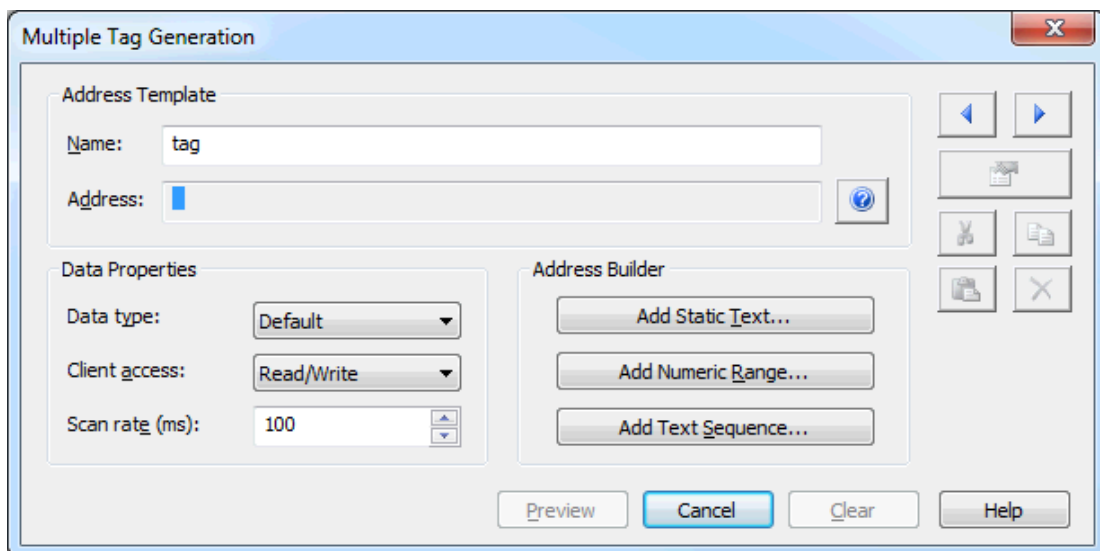 Multiple Tag Generation
Address Template
Name: tag
Address:
Data Properties
Data type: Default
Client access: Read/Write
Scan rate (ms): 100
Address Builder
Add Static Text...
Add Numeric Range...
Add Text Sequence...
Preview Cancel Clear Help